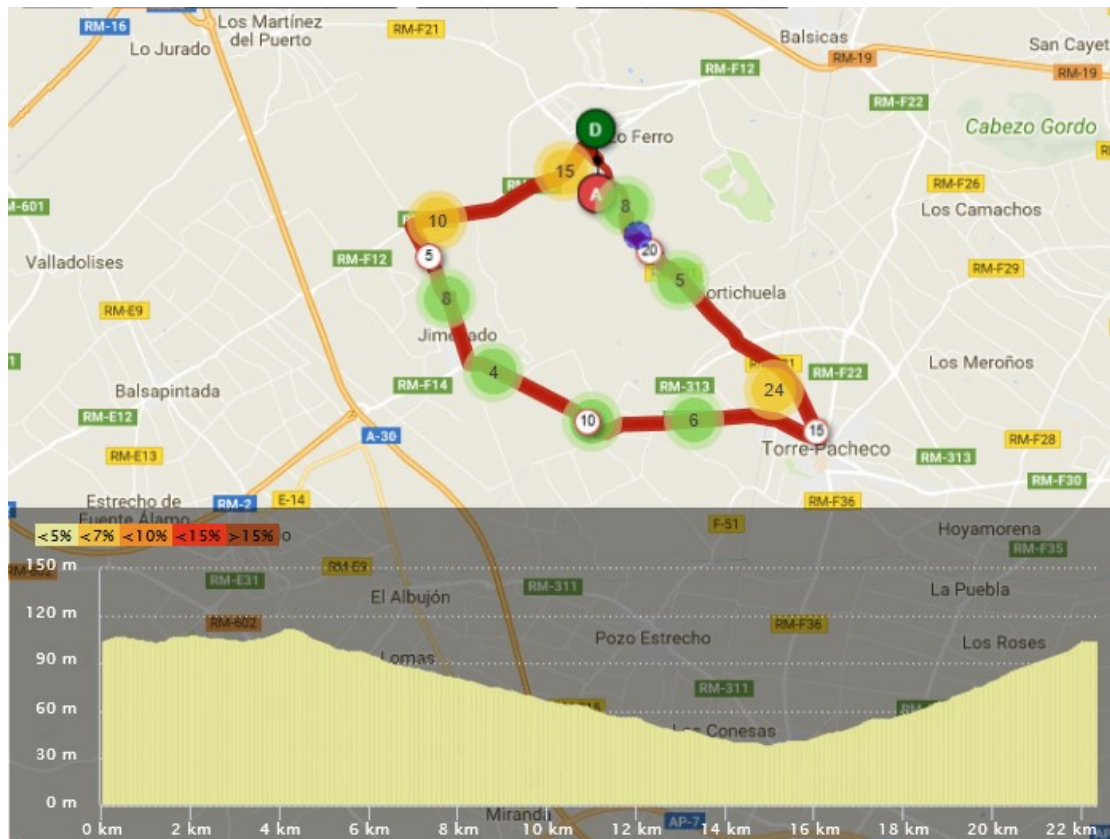 RM-16
Los Martínez
del Puerto
Lo Jurado
RM-F21
Balsicas
RM-19
San Cayet
RM-19
RM-F12
RM-F22
Cabezo Gordo
D
Lo Ferro
15
A
8
RM-F26
Los Camachos
M-601
10
20
5
RM-F12
Valladolises
RM-F29
RM-E9
8
5
Hortichuela
Jimenado
4
RM-F14
RM-313
RM-F22
Los Meroños
24
Balsapintada
RM-E12
10
6
15
A-30
RM-E13
Torre-Pacheco
RM-313
RM-F28
RM-F30
Estrecho de
Fuente Álamo
RM-2
E-14
RM-F36
F-51
Hoyamorena
RM-F35
<5% <7% <10% <15% >15%
150 m
RM-602
RM-E9
RM-E31
RM-311
El Albujón
La Puebla
120 m
RM-602
RM-F36
Pozo Estrecho
Los Roses
90 m
Lomas
RM-311
60 m
Los Conesas
30 m
0 m
Miranda
AP-7
0 km 2 km 4 km 6 km 8 km 10 km 12 km 14 km 16 km 18 km 20 km 22 km